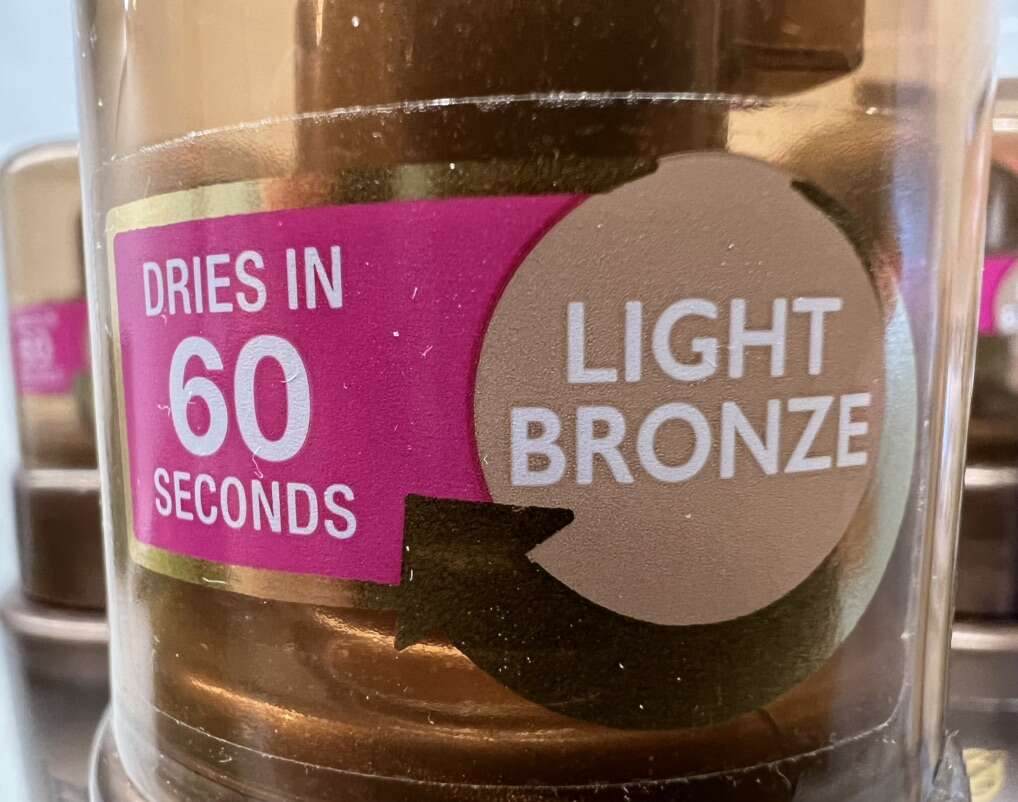 DRIES IN
60
SECONDS
LIGHT
BRONZE